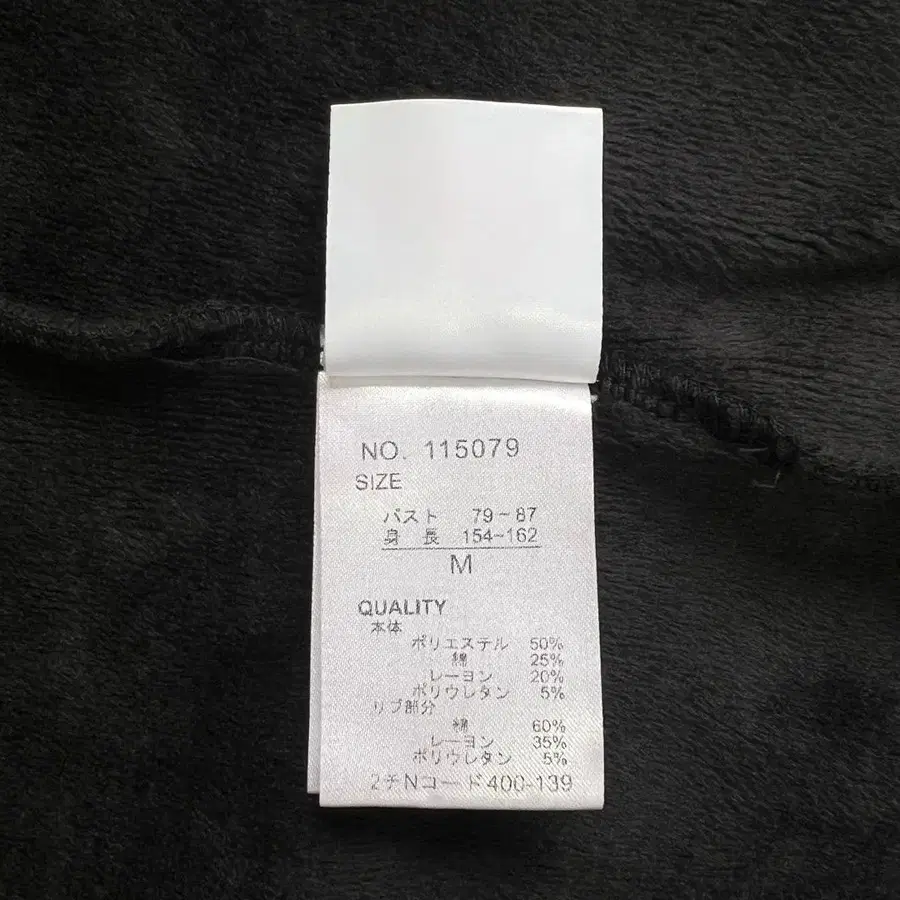 NO. 115079
SIZE
バスト 79~87
身長 154~162
M
QUALITY
本体
ポリエステル 50%
綿 25%
レーヨン 20%
ポリウレタン 5%
リブ部分
綿 60%
レーヨン 35%
ポリウレタン 5%
2チNコード400-139